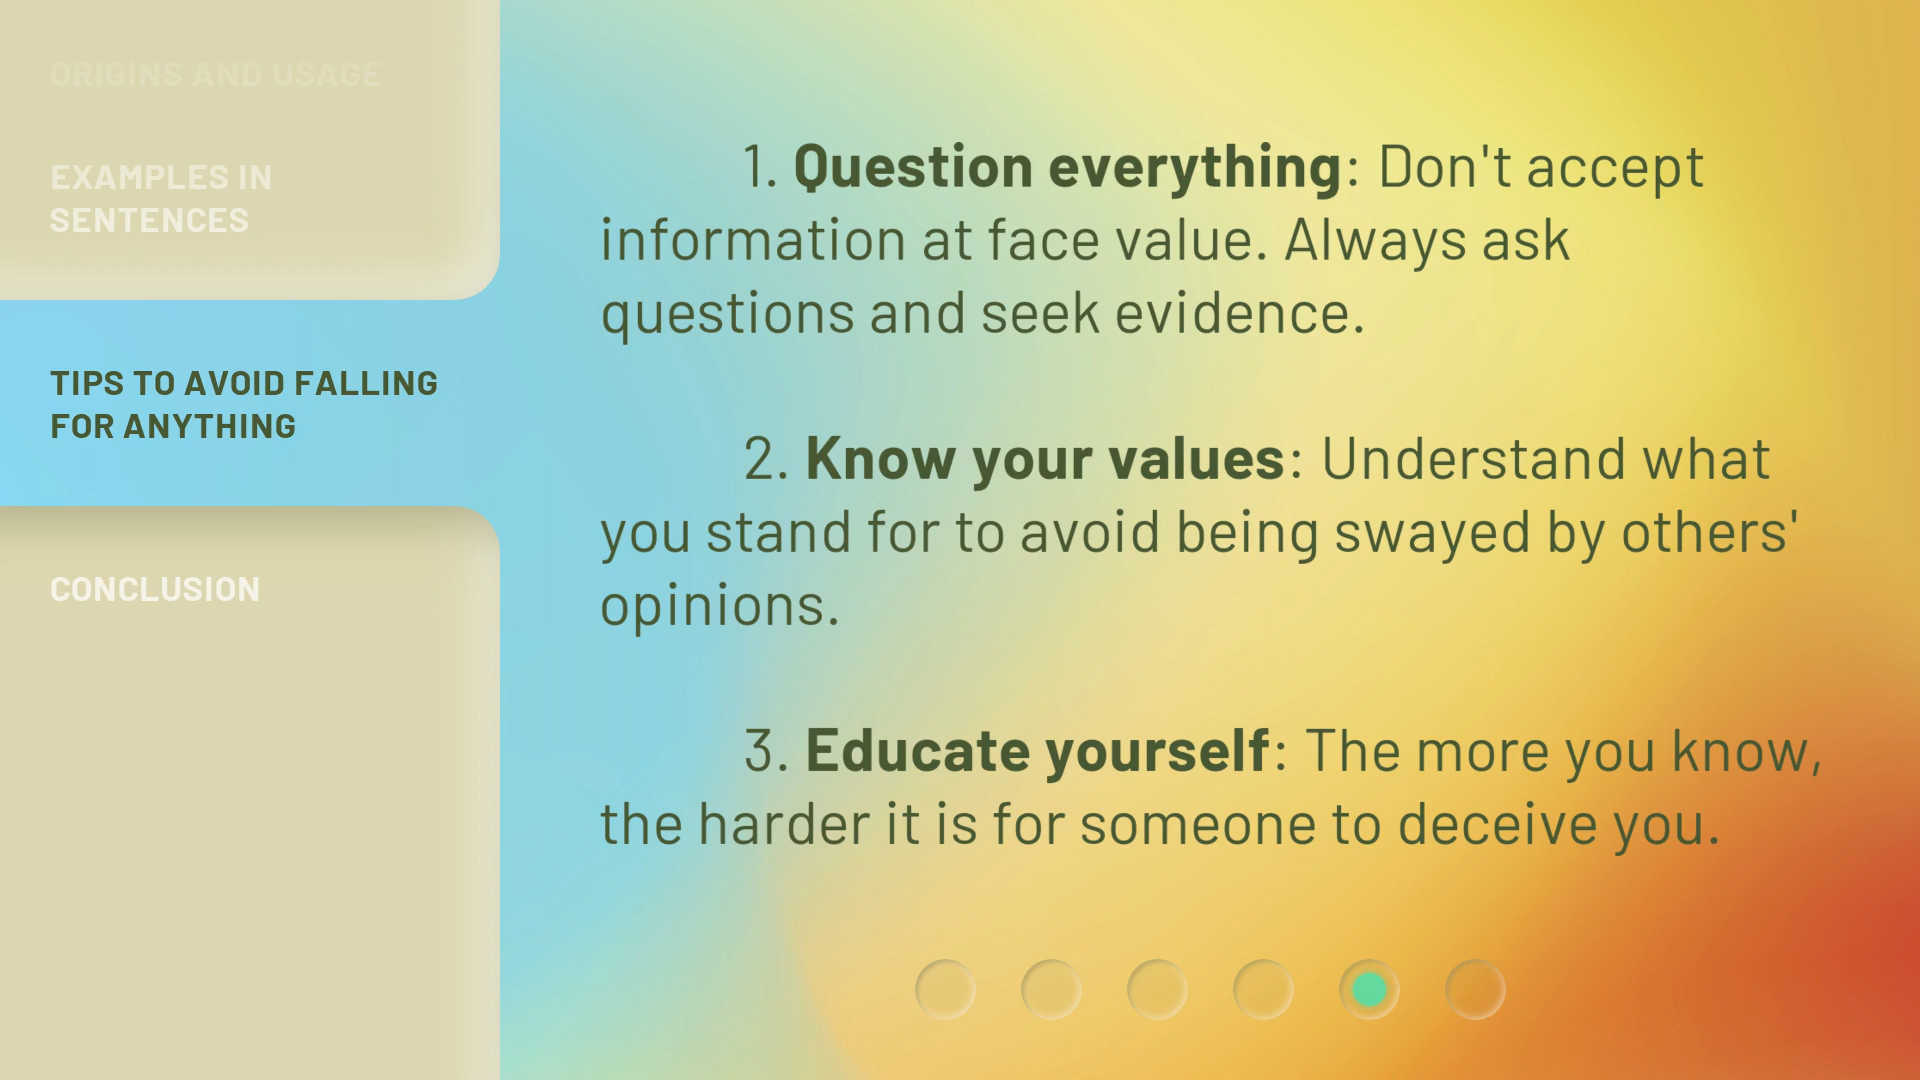 ORIGINS AND USAGE
EXAMPLES IN
SENTENCES
TIPS TO AVOID FALLING
FOR ANYTHING
CONCLUSION
1. Question everything: Don't accept
information at face value. Always ask
questions and seek evidence.
2. Know your values: Understand what
you stand for to avoid being swayed by others'
opinions.
3. Educate yourself: The more you know,
the harder it is for someone to deceive you.